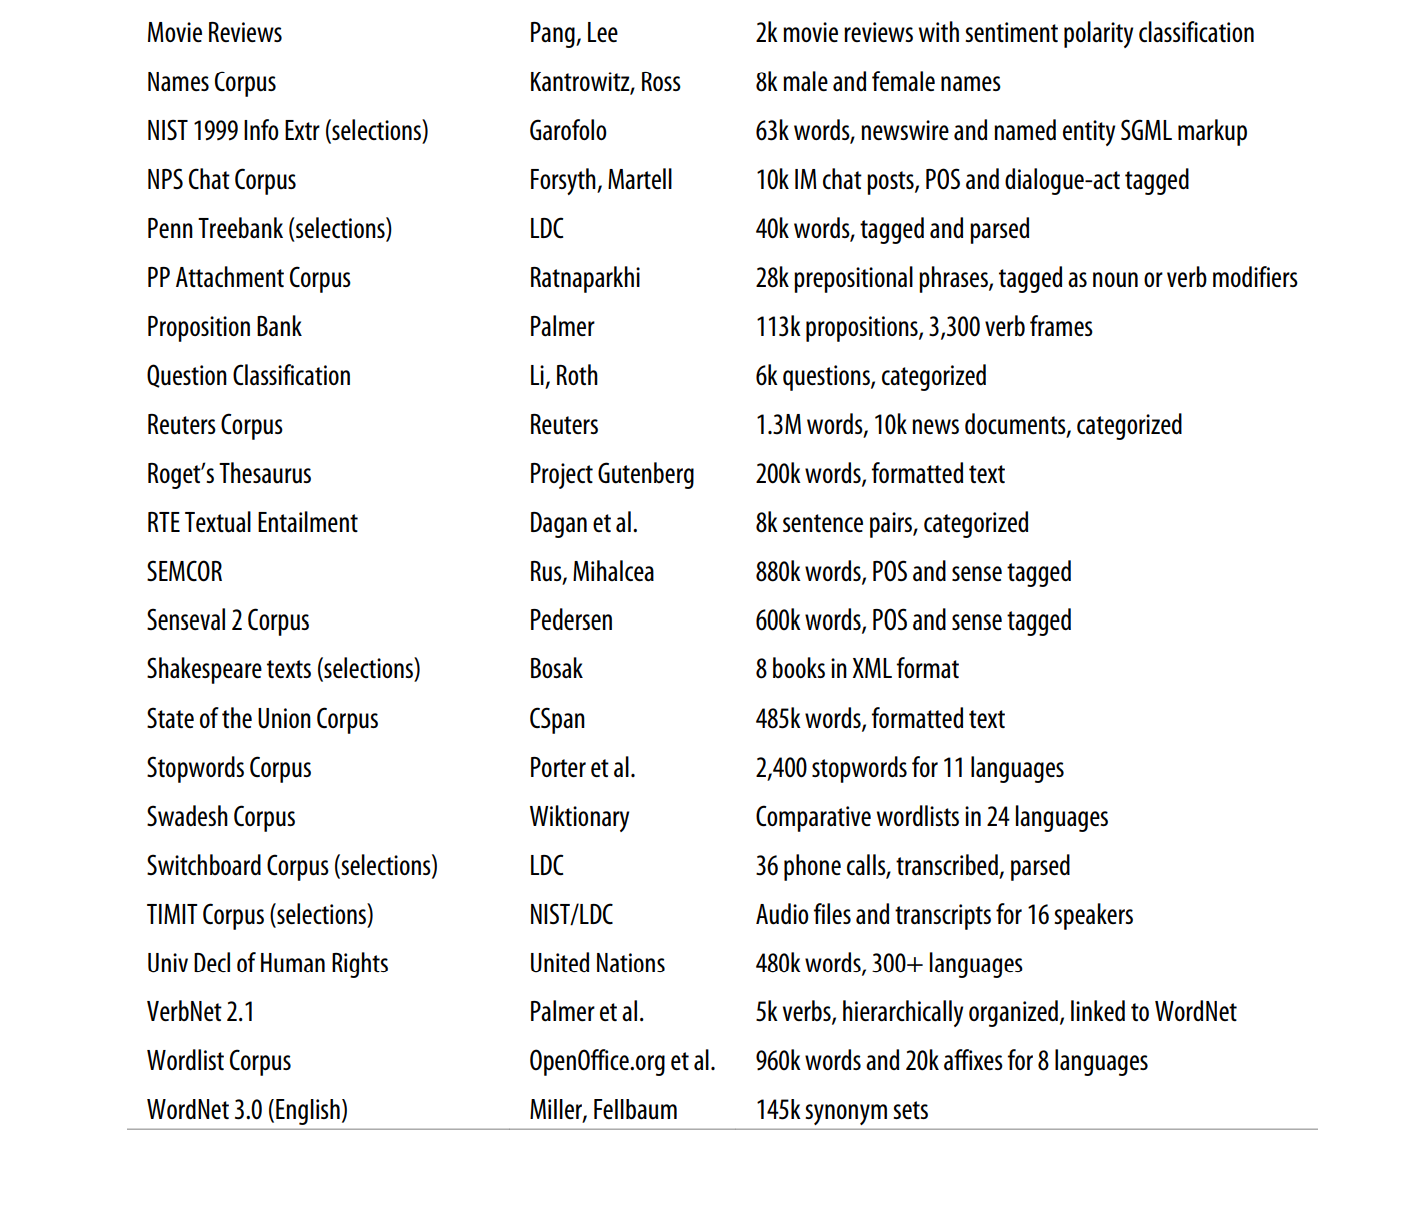 Movie Reviews Pang, Lee 2k movie reviews with sentiment polarity classification
Names Corpus Kantrowitz, Ross 8k male and female names
NIST 1999 Info Extr (selections) Garofolo 63k words, newswire and named entity SGML markup
NPS Chat Corpus Forsyth, Martell 10k IM chat posts, POS and dialogue-act tagged
Penn Treebank (selections) LDC 40k words, tagged and parsed
PP Attachment Corpus Ratnaparkhi 28k prepositional phrases, tagged as noun or verb modifiers
Proposition Bank Palmer 113k propositions, 3,300 verb frames
Question Classification Li, Roth 6k questions, categorized
Reuters Corpus Reuters 1.3M words, 10k news documents, categorized
Roget’s Thesaurus Project Gutenberg 200k words, formatted text
RTE Textual Entailment Dagan et al. 8k sentence pairs, categorized
SEMCOR Rus, Mihalcea 880k words, POS and sense tagged
Senseval 2 Corpus Pedersen 600k words, POS and sense tagged
Shakespeare texts (selections) Bosak 8 books in XML format
State of the Union Corpus CSpan 485k words, formatted text
Stopwords Corpus Porter et al. 2,400 stopwords for 11 languages
Swadesh Corpus Wiktionary Comparative wordlists in 24 languages
Switchboard Corpus (selections) LDC 36 phone calls, transcribed, parsed
TIMIT Corpus (selections) NIST/LDC Audio files and transcripts for 16 speakers
Univ Decl of Human Rights United Nations 480k words, 300+ languages
VerbNet 2.1 Palmer et al. 5k verbs, hierarchically organized, linked to WordNet
Wordlist Corpus OpenOffice.org et al. 960k words and 20k affixes for 8 languages
WordNet 3.0 (English) Miller, Fellbaum 145k synonym sets